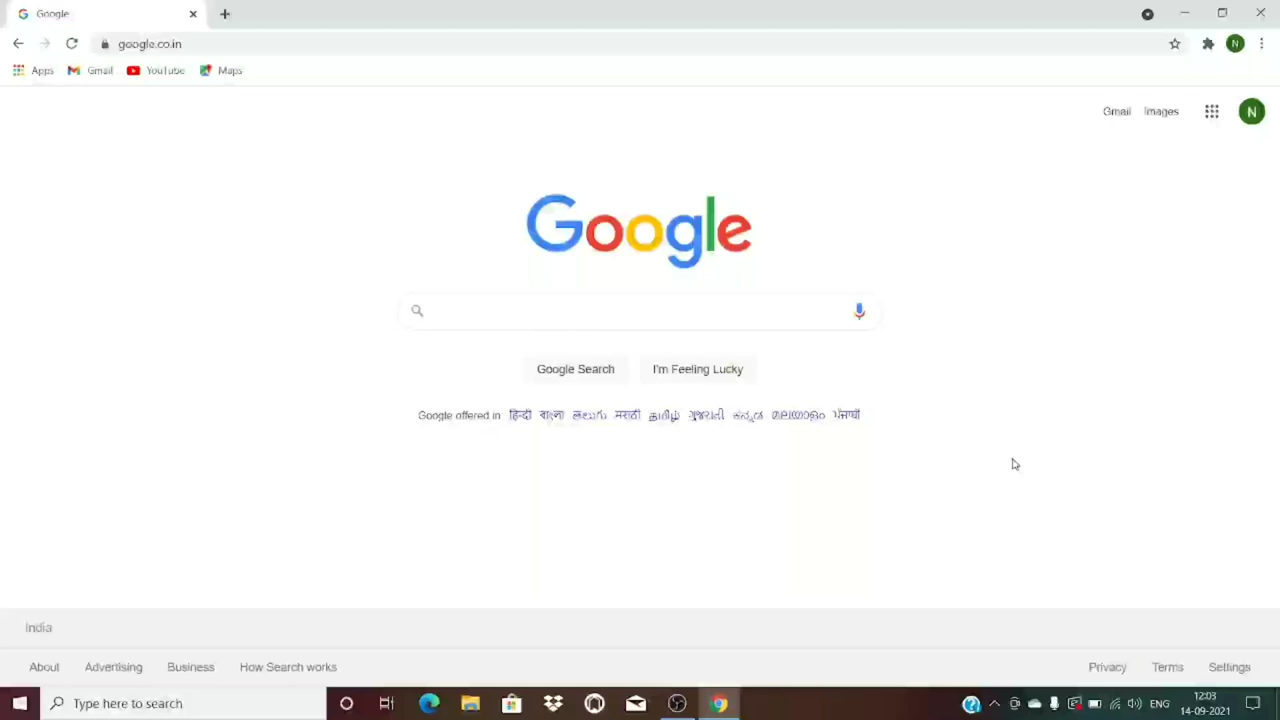 Google
google.co.in
Apps Gmail YouTube Maps
Gmail Images N
Google
Google Search I'm Feeling Lucky
Google offered in हिन्दी বাংলা తెలుగు मराठी தமிழ் ગુજરાતી ಕನ್ನಡ മലയാളം ਪੰਜਾਬੀ
India
About Advertising Business How Search works Privacy Terms Settings
Type here to search ENG 12:03
14-09-2021